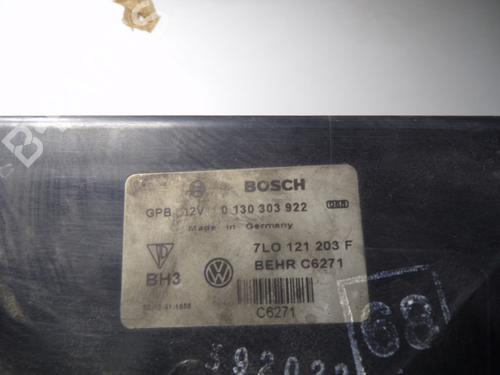 BOSCH
GPB 12V 0 130 303 922
Made in Germany
7L0 121 203 F
BEHR C6271
BH3
C6271
68